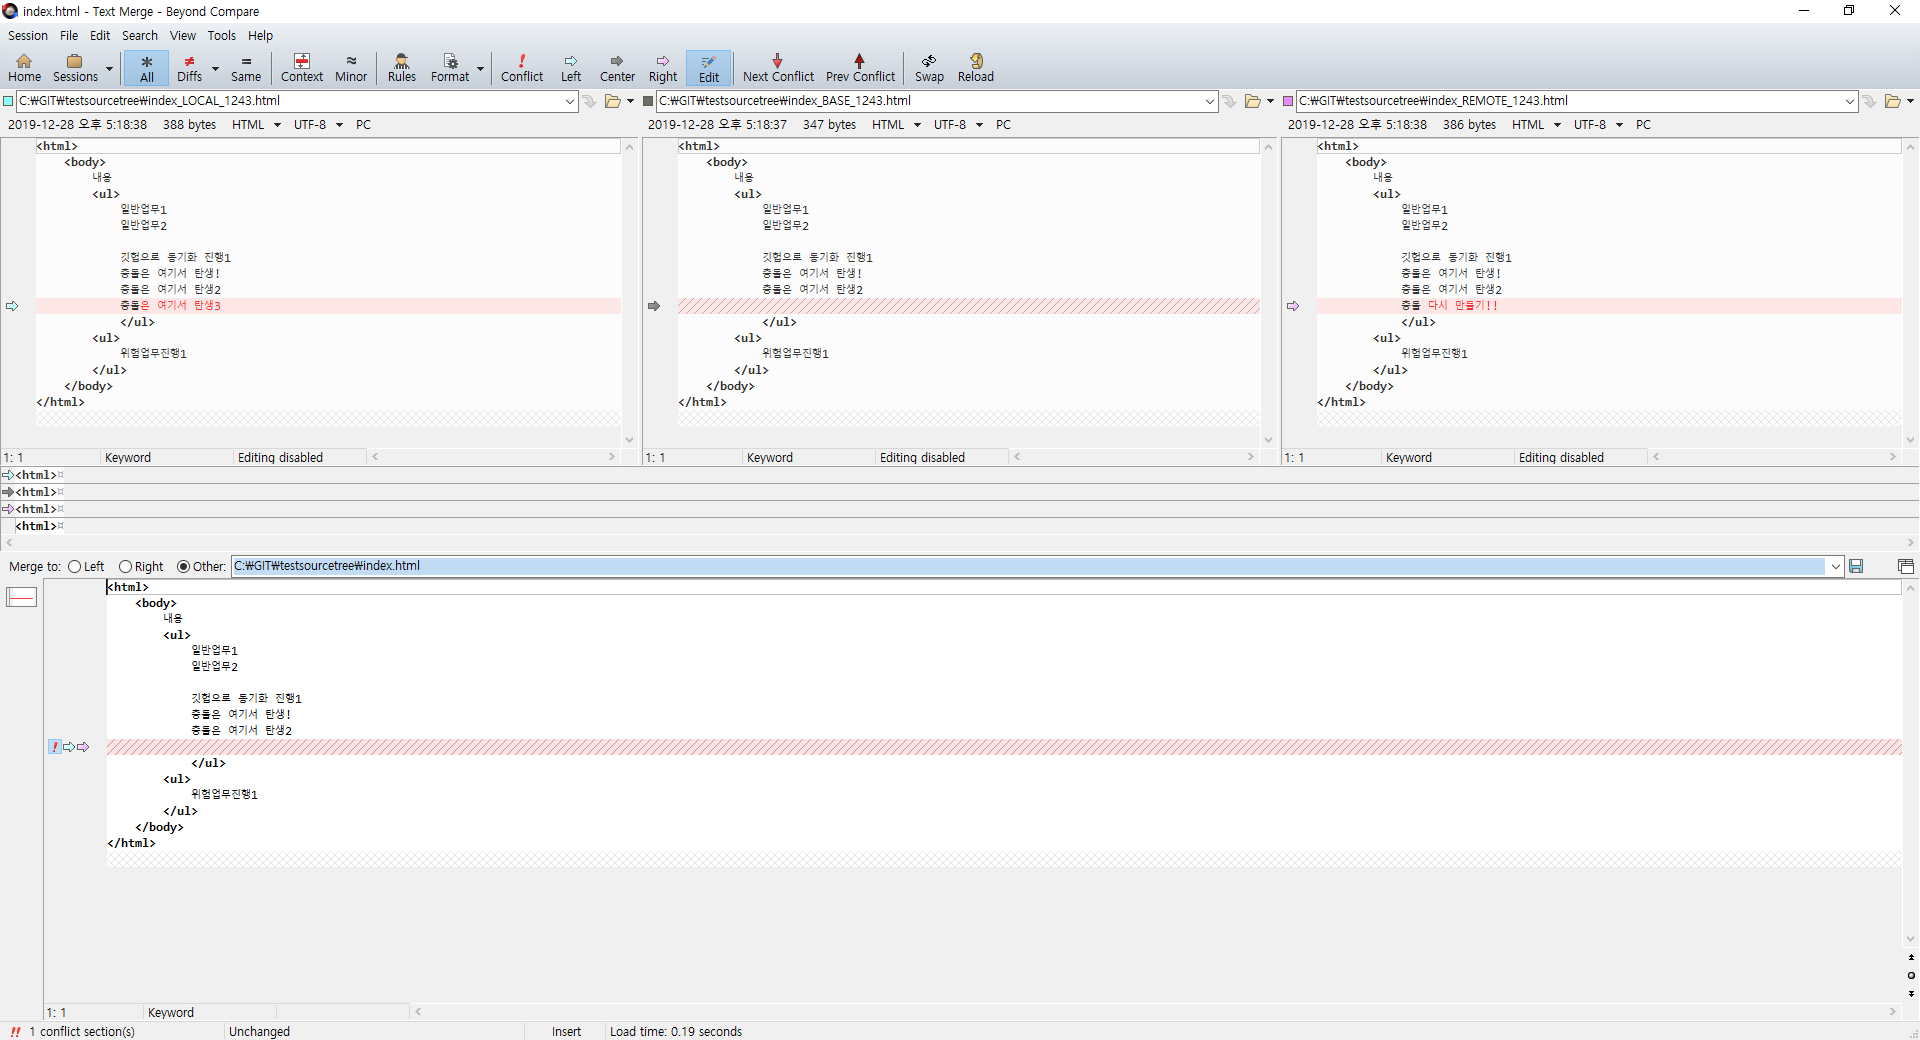 index.html - Text Merge - Beyond Compare
Session File Edit Search View Tools Help
Home Sessions All Diffs Same Context Minor Rules Format Conflict Left Center Right Edit Next Conflict Prev Conflict Swap Reload
C:₩GIT₩testsourcetree₩index_LOCAL_1243.html
2019-12-28 오후 5:18:38 388 bytes HTML UTF-8 PC
<html>
<body>
내용
<ul>
일반업무1
일반업무2
깃헙으로 동기화 진행1
충돌은 여기서 탄생!
충돌은 여기서 탄생2
충돌은 여기서 탄생3
</ul>
<ul>
위험업무진행1
</ul>
</body>
</html>
1: 1 Keyword Editing disabled
C:₩GIT₩testsourcetree₩index_BASE_1243.html
2019-12-28 오후 5:18:37 347 bytes HTML UTF-8 PC
<html>
<body>
내용
<ul>
일반업무1
일반업무2
깃헙으로 동기화 진행1
충돌은 여기서 탄생!
충돌은 여기서 탄생2
</ul>
<ul>
위험업무진행1
</ul>
</body>
</html>
1: 1 Keyword Editing disabled
C:₩GIT₩testsourcetree₩index_REMOTE_1243.html
2019-12-28 오후 5:18:38 386 bytes HTML UTF-8 PC
<html>
<body>
내용
<ul>
일반업무1
일반업무2
깃헙으로 동기화 진행1
충돌은 여기서 탄생!
충돌은 여기서 탄생2
충돌 다시 만들기!!
</ul>
<ul>
위험업무진행1
</ul>
</body>
</html>
1: 1 Keyword Editing disabled
<html>¤
<html>¤
<html>¤
<html>¤
Merge to: Left Right Other: C:₩GIT₩testsourcetree₩index.html
<html>
<body>
내용
<ul>
일반업무1
일반업무2
깃헙으로 동기화 진행1
충돌은 여기서 탄생!
충돌은 여기서 탄생2
</ul>
<ul>
위험업무진행1
</ul>
</body>
</html>
1: 1 Keyword
!! 1 conflict section(s) Unchanged Insert Load time: 0.19 seconds